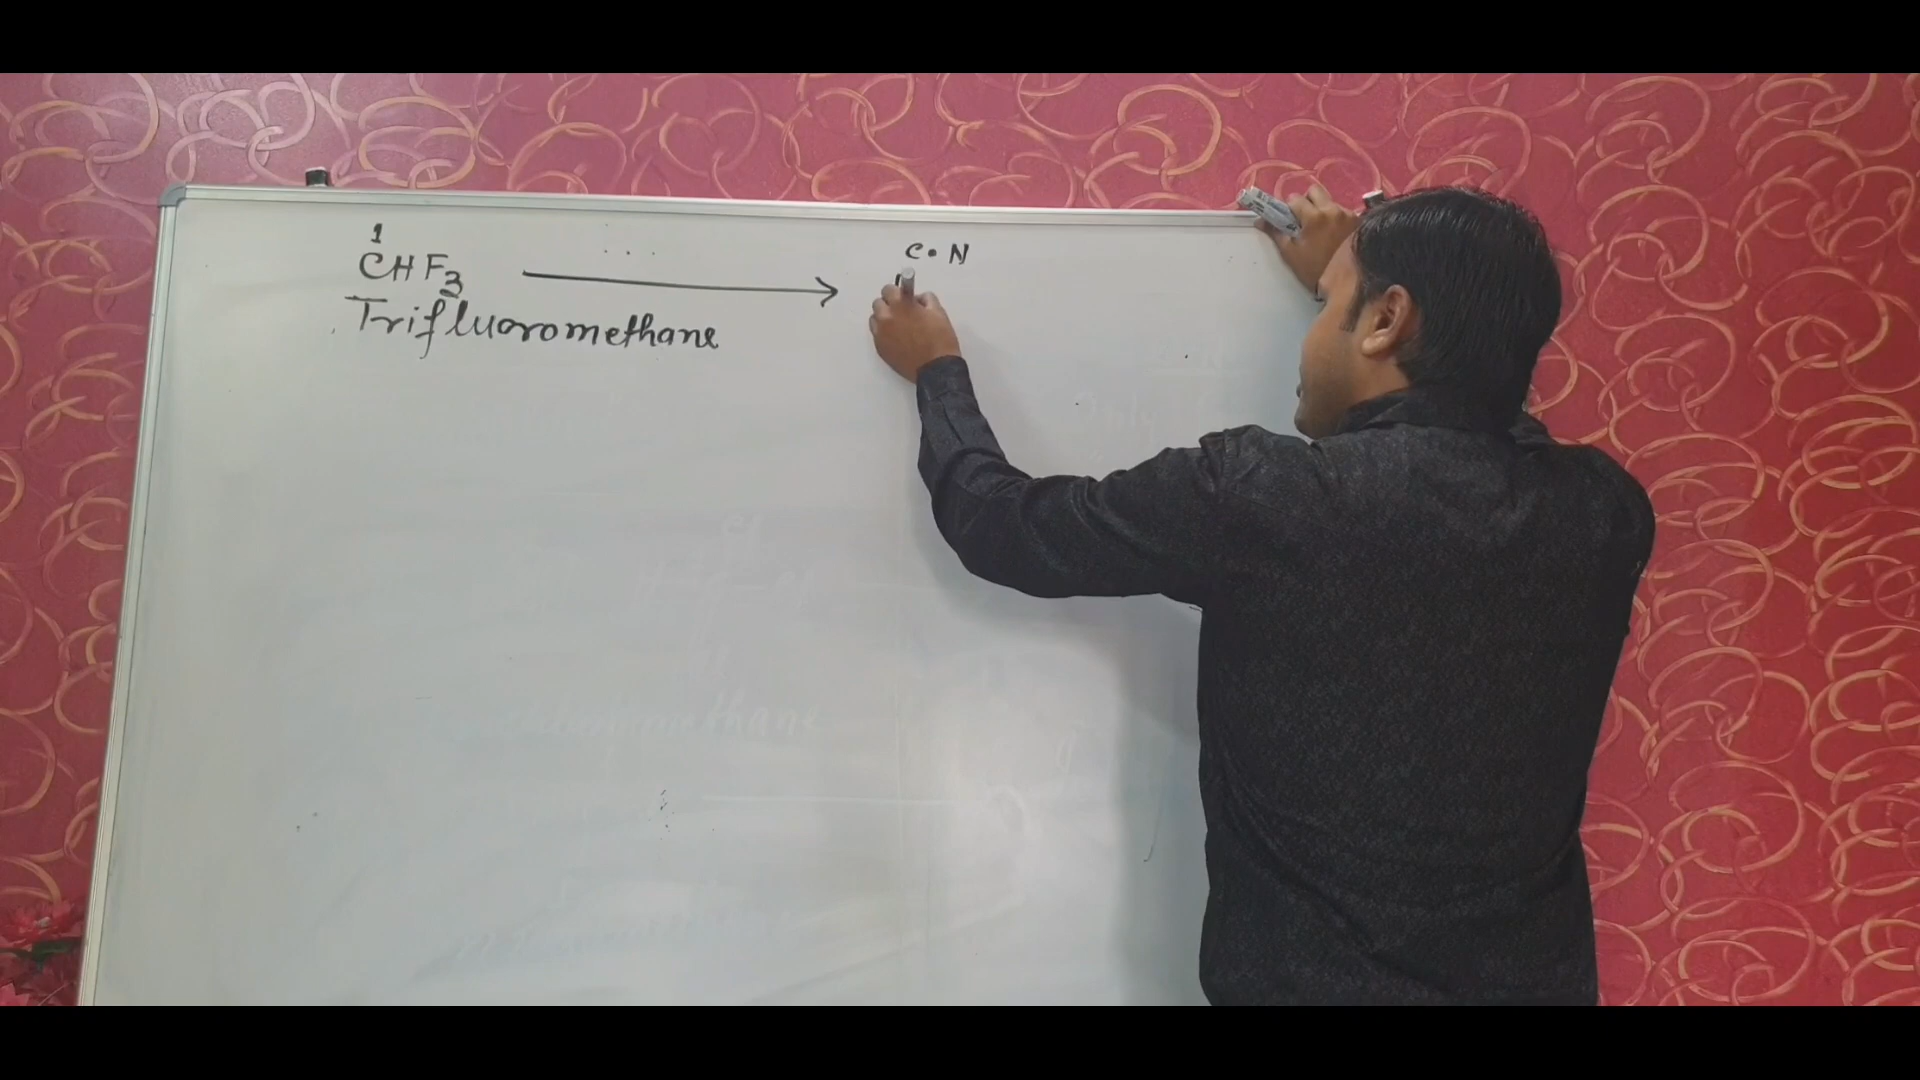 1
CHF3 → C • N
Trifluoromethane